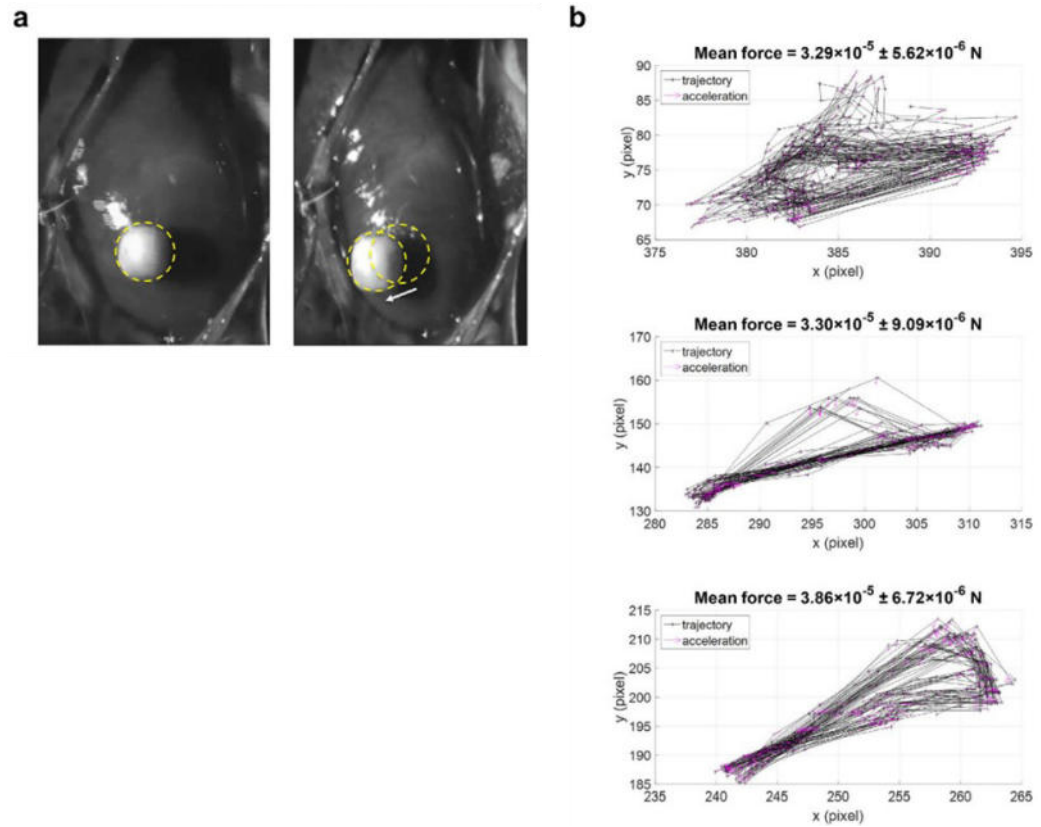 a
b
Mean force = 3.29×10⁻⁵ ± 5.62×10⁻⁶ N
trajectory
acceleration
90
85
80
75
70
65
y (pixel)
380
385
390
395
x (pixel)
Mean force = 3.30×10⁻⁵ ± 9.09×10⁻⁶ N
trajectory
acceleration
170
160
150
140
130
y (pixel)
280
285
290
295
300
305
310
315
x (pixel)
Mean force = 3.86×10⁻⁵ ± 6.72×10⁻⁶ N
trajectory
acceleration
215
210
205
200
195
190
185
y (pixel)
235
240
245
250
255
260
265
x (pixel)